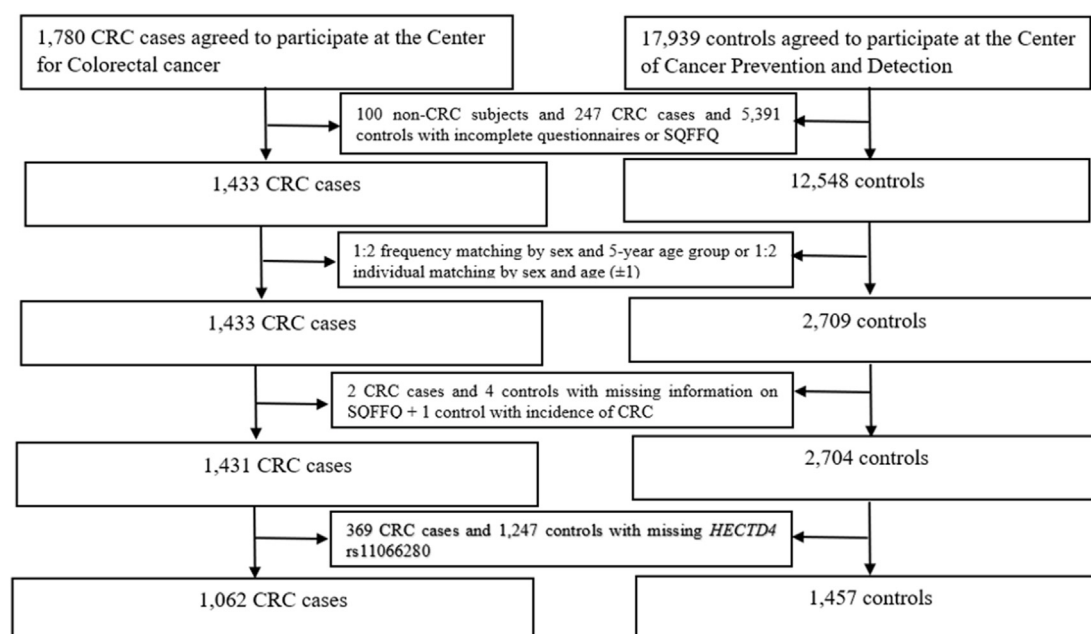 1,780 CRC cases agreed to participate at the Center
for Colorectal cancer
17,939 controls agreed to participate at the Center
of Cancer Prevention and Detection
100 non-CRC subjects and 247 CRC cases and 5,391
controls with incomplete questionnaires or SQFFQ
1,433 CRC cases
12,548 controls
1:2 frequency matching by sex and 5-year age group or 1:2
individual matching by sex and age (±1)
1,433 CRC cases
2,709 controls
2 CRC cases and 4 controls with missing information on
SQFFQ + 1 control with incidence of CRC
1,431 CRC cases
2,704 controls
369 CRC cases and 1,247 controls with missing HECTD4
rs11066280
1,062 CRC cases
1,457 controls